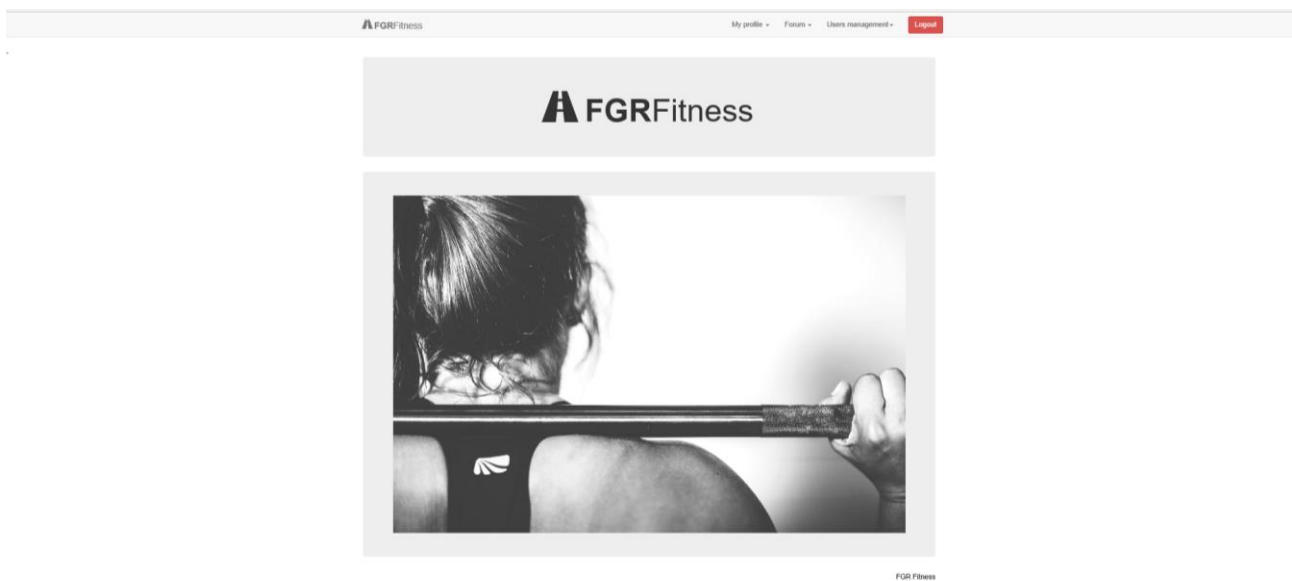 FGRFitness
My profile
Forum
Users management
Logout
FGRFitness
FGR Fitness